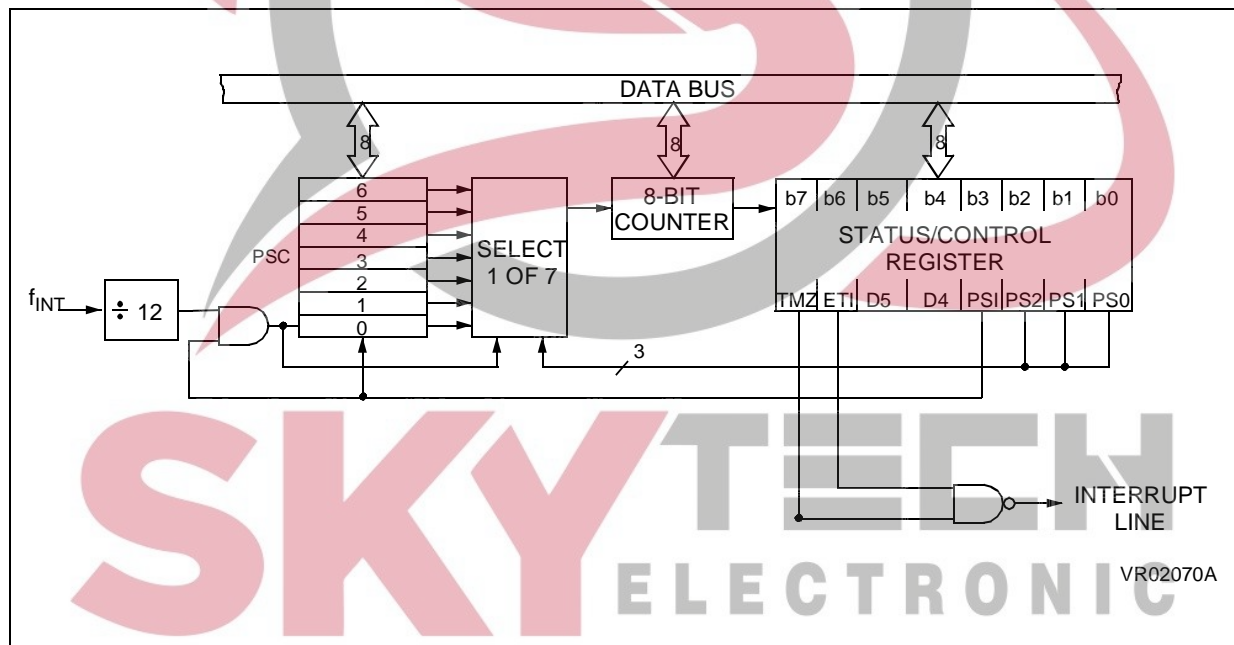 DATA BUS
8
8
8
6
5
4
3
2
1
0
PSC
SELECT
1 OF 7
8-BIT
COUNTER
b7 b6 b5 b4 b3 b2 b1 b0
STATUS/CONTROL
REGISTER
TMZ ETI D5 D4 PSI PS2 PS1 PS0
fINT
÷ 12
3
INTERRUPT
LINE
VR02070A
SKYTECH
ELECTRONIC